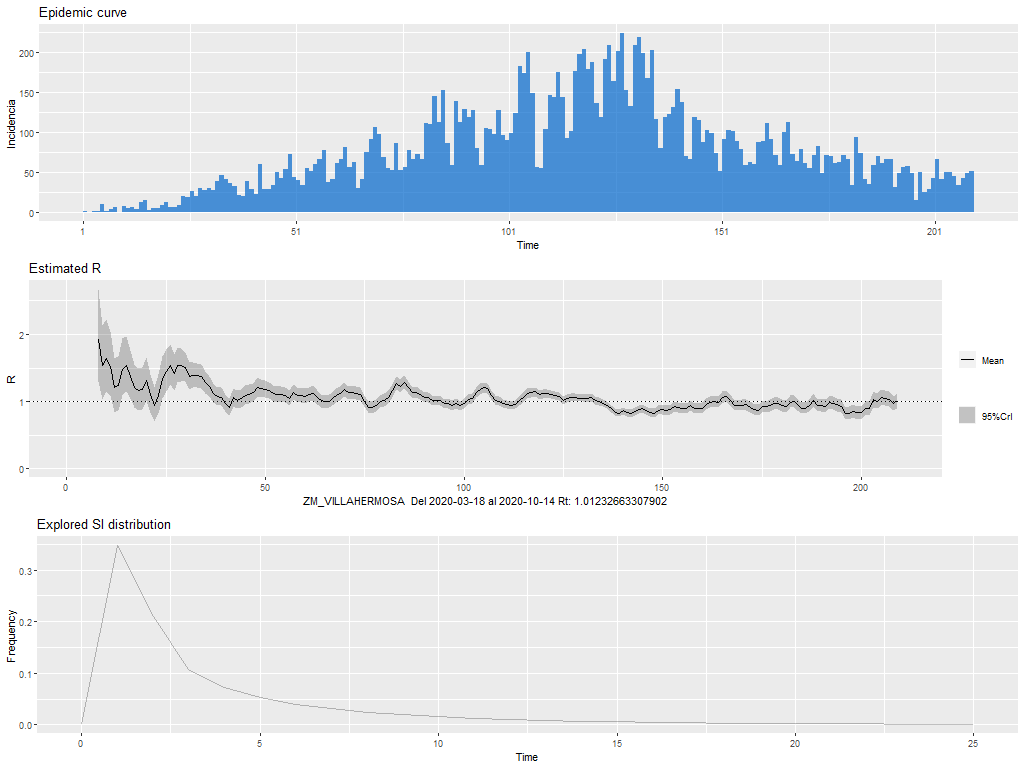 Epidemic curve
200
150
100
50
0
Incidencia
1 51 101 151 201
Time
Estimated R
2
1
0
R
Mean
95%CrI
0 50 100 150 200
ZM_VILLAHERMOSA Del 2020-03-18 al 2020-10-14 Rt: 1.01232663307902
Explored SI distribution
0.3
0.2
0.1
0.0
Frequency
0 5 10 15 20 25
Time